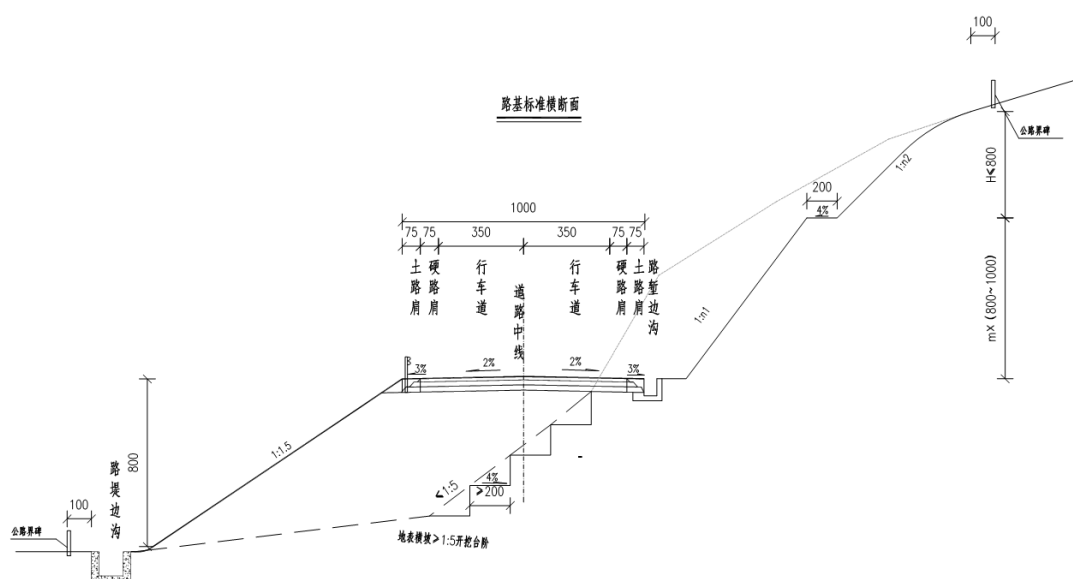 100
路基标准横断面
公路界碑
1:n2
H≤800
200
4%
1000
75
75
350
350
75
75
土路肩
硬路肩
行车道
道路中线
行车道
硬路肩
土路肩
路堑边沟
1:n1
m×(800~1000)
3%
2%
2%
3%
1:1.5
800
路堤边沟
<1:5
4%
>200
100
公路界碑
地表横坡≥1:5开挖台阶